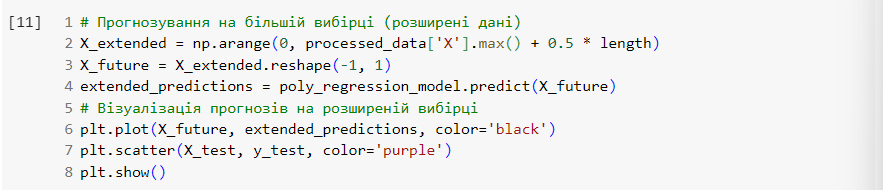 [11] 1 # Прогнозування на більшій вибірці (розширені дані)
2 X_extended = np.arange(0, processed_data['X'].max() + 0.5 * length)
3 X_future = X_extended.reshape(-1, 1)
4 extended_predictions = poly_regression_model.predict(X_future)
5 # Візуалізація прогнозів на розширеній вибірці
6 plt.plot(X_future, extended_predictions, color='black')
7 plt.scatter(X_test, y_test, color='purple')
8 plt.show()